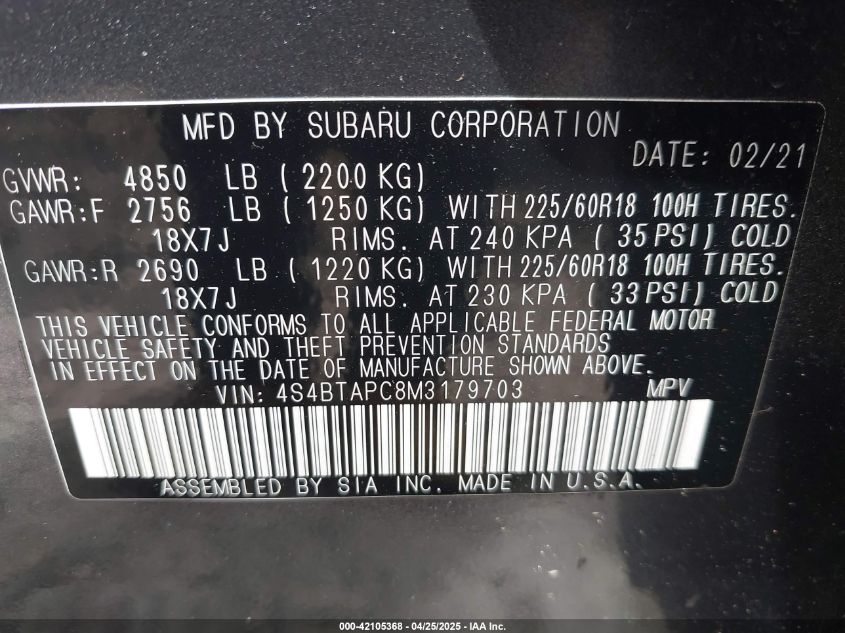 MFD BY SUBARU CORPORATION
DATE: 02/21
GVWR: 4850 LB ( 2200 KG)
GAWR:F 2756 LB ( 1250 KG) WITH 225/60R18 100H TIRES.
18X7J RIMS. AT 240 KPA ( 35 PSI) COLD
GAWR:R 2690 LB ( 1220 KG) WITH 225/60R18 100H TIRES.
18X7J RIMS. AT 230 KPA ( 33 PSI) COLD
THIS VEHICLE CONFORMS TO ALL APPLICABLE FEDERAL MOTOR
VEHICLE SAFETY AND THEFT PREVENTION STANDARDS
IN EFFECT ON THE DATE OF MANUFACTURE SHOWN ABOVE.
VIN: 4S4BTAPC8M3179703 MPV
ASSEMBLED BY SIA INC. MADE IN U.S.A.
000-42105368 - 04/25/2025 - IAA Inc.